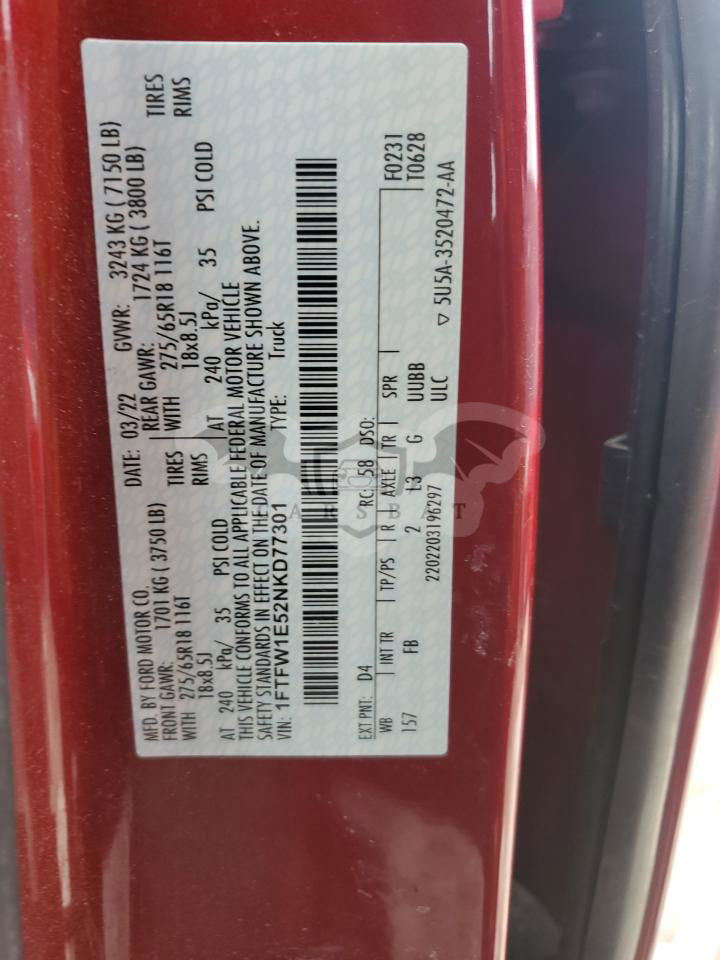 MFD. BY FORD MOTOR CO. DATE: 03/22 GVWR: 3243 KG ( 7150 LB)
FRONT GAWR: 1701 KG ( 3750 LB) REAR GAWR: 1724 KG ( 3800 LB)
WITH 275/65R18 116T TIRES WITH 275/65R18 116T TIRES
18x8.5J RIMS 18x8.5J RIMS
AT 240 kPa/ 35 PSI COLD AT 240 kPa/ 35 PSI COLD
THIS VEHICLE CONFORMS TO ALL APPLICABLE FEDERAL MOTOR VEHICLE
SAFETY STANDARDS IN EFFECT ON THE DATE OF MANUFACTURE SHOWN ABOVE.
VIN: 1FTFW1E52NKD77301 TYPE: Truck
EXT PNT: D4 RC: 58 DSO: F0231
WB INT TR TP/PS R AXLE TR SPR T0628
157 FB 2 L3 G UUBB
2202203196297 ULC ▽ 5U5A-3520472-AA
CARSBAT